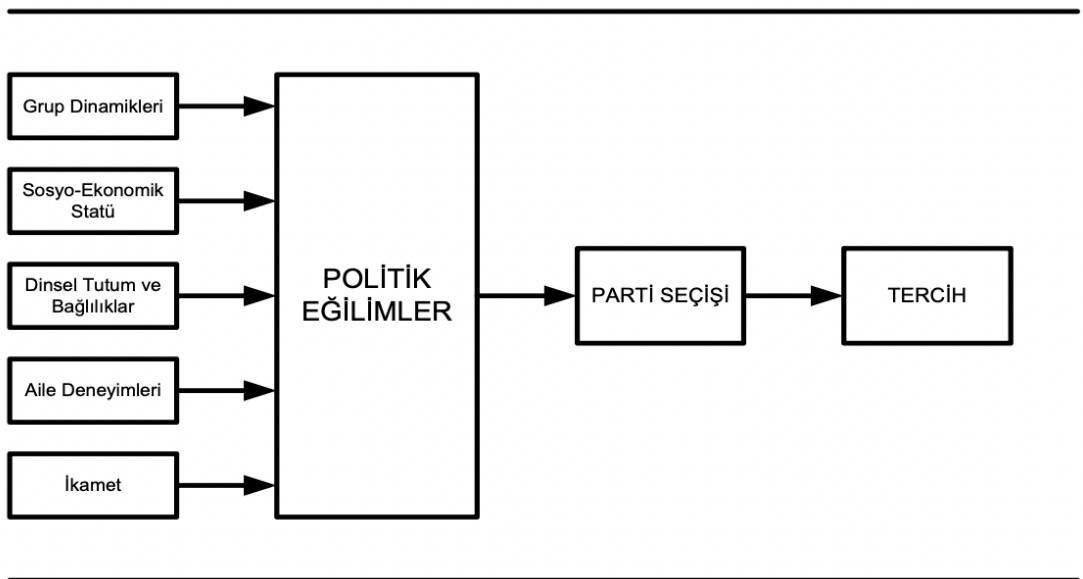 Grup Dinamikleri
Sosyo-Ekonomik
Statü
Dinsel Tutum ve
Bağlılıklar
Aile Deneyimleri
İkamet
POLİTİK
EĞİLİMLER
PARTİ SEÇİŞİ
TERCİH